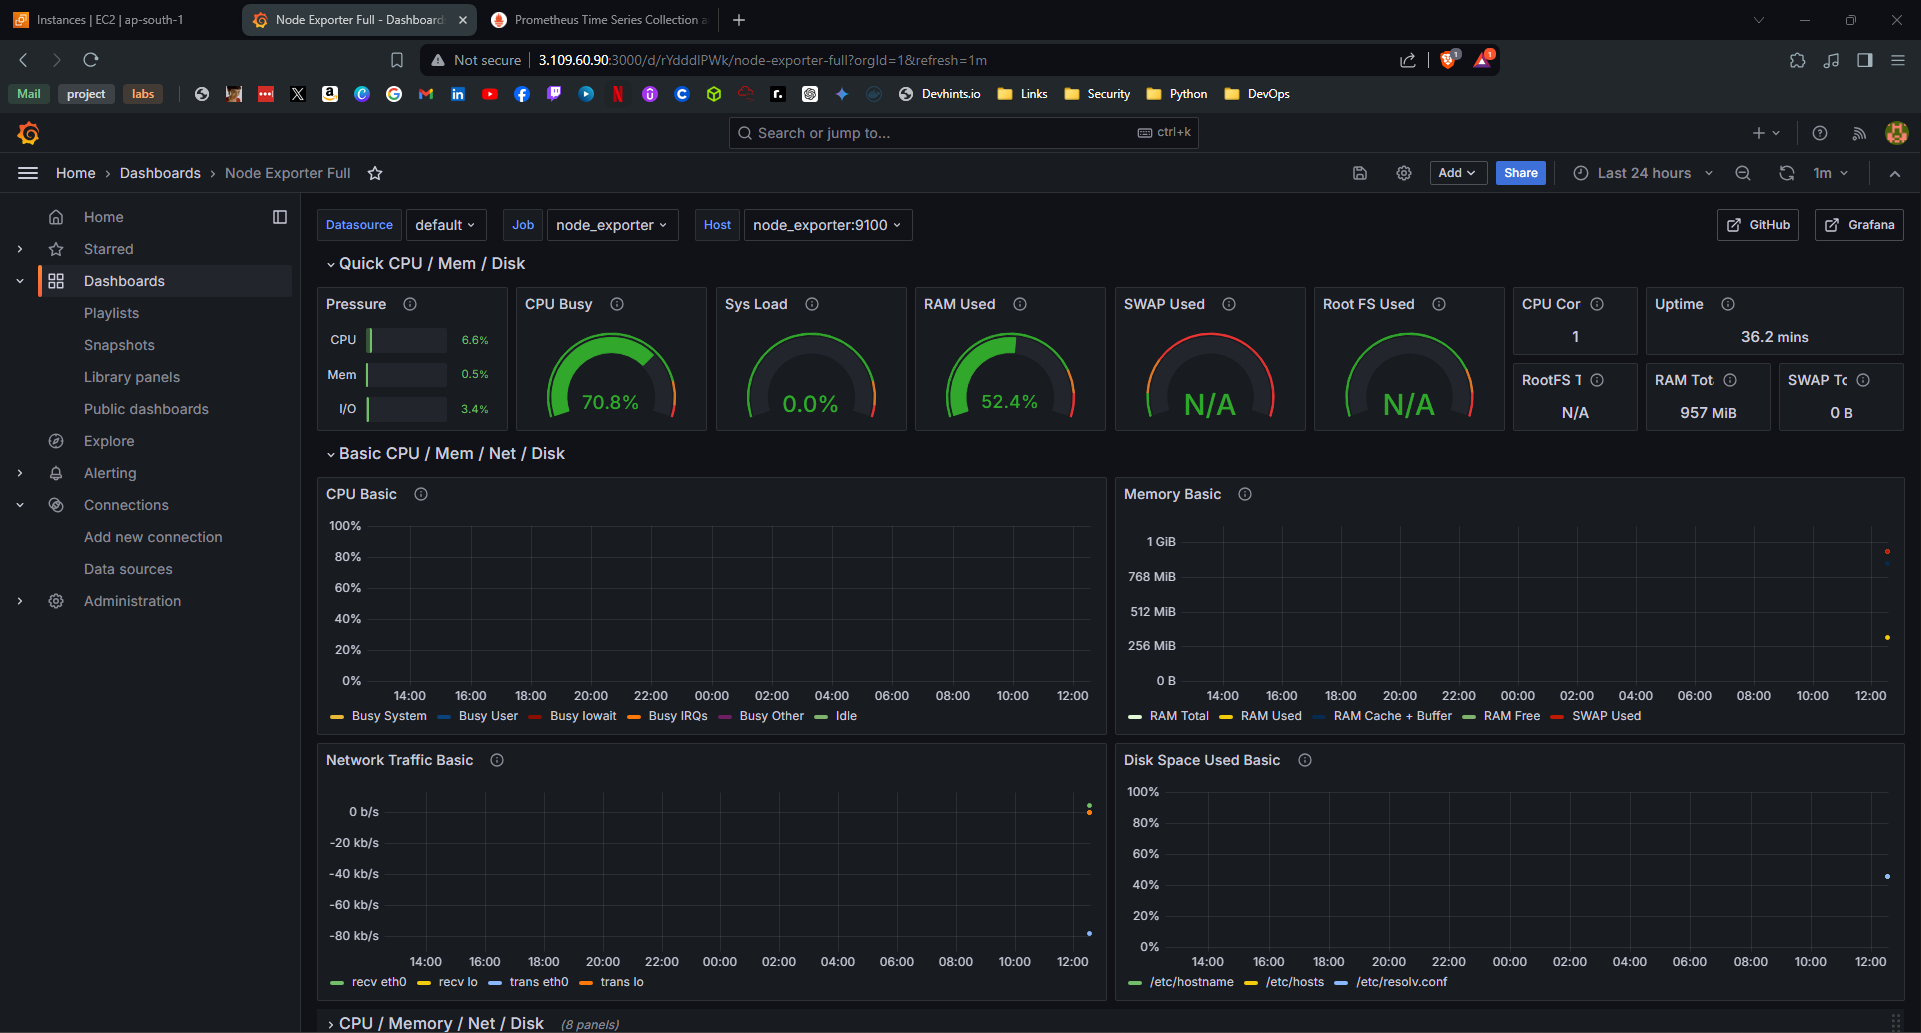 Instances | EC2 | ap-south-1
Node Exporter Full - Dashboard
Prometheus Time Series Collection a
Not secure
3.109.60.90:3000/d/rYdddlPWk/node-exporter-full?orgId=1&refresh=1m
1
1
Mail project labs
Devhints.io Links Security Python DevOps
Search or jump to... ctrl+k
Home › Dashboards › Node Exporter Full
Add Share Last 24 hours 1m
Home
Starred
Dashboards
Playlists
Snapshots
Library panels
Public dashboards
Explore
Alerting
Connections
Add new connection
Data sources
Administration
Datasource default Job node_exporter Host node_exporter:9100 GitHub Grafana
Quick CPU / Mem / Disk
Pressure
CPU 6.6%
Mem 0.5%
I/O 3.4%
CPU Busy
70.8%
Sys Load
0.0%
RAM Used
52.4%
SWAP Used
N/A
Root FS Used
N/A
CPU Cor
1
Uptime
36.2 mins
RootFS T
N/A
RAM Tot
957 MiB
SWAP To
0 B
Basic CPU / Mem / Net / Disk
CPU Basic
100%
80%
60%
40%
20%
0%
14:00 16:00 18:00 20:00 22:00 00:00 02:00 04:00 06:00 08:00 10:00 12:00
Busy System Busy User Busy Iowait Busy IRQs Busy Other Idle
Memory Basic
1 GiB
768 MiB
512 MiB
256 MiB
0 B
14:00 16:00 18:00 20:00 22:00 00:00 02:00 04:00 06:00 08:00 10:00 12:00
RAM Total RAM Used RAM Cache + Buffer RAM Free SWAP Used
Network Traffic Basic
0 b/s
-20 kb/s
-40 kb/s
-60 kb/s
-80 kb/s
14:00 16:00 18:00 20:00 22:00 00:00 02:00 04:00 06:00 08:00 10:00 12:00
recv eth0 recv lo trans eth0 trans lo
Disk Space Used Basic
100%
80%
60%
40%
20%
0%
14:00 16:00 18:00 20:00 22:00 00:00 02:00 04:00 06:00 08:00 10:00 12:00
/etc/hostname /etc/hosts /etc/resolv.conf
CPU / Memory / Net / Disk (8 panels)